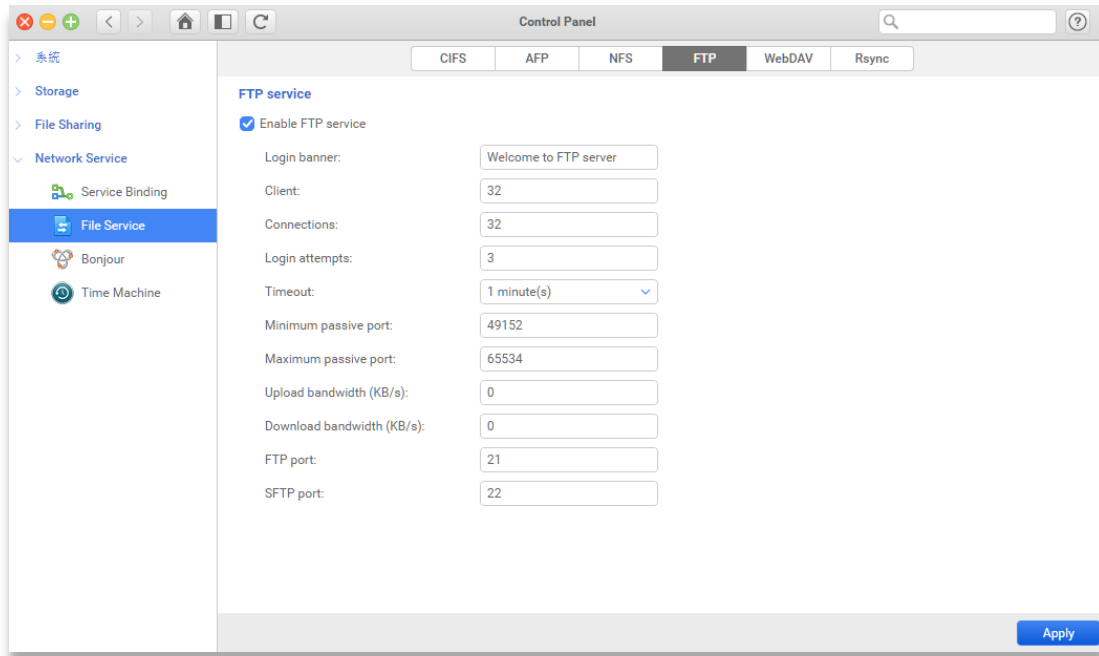 Control Panel
?
系統
Storage
File Sharing
Network Service
Service Binding
File Service
Bonjour
Time Machine
CIFS AFP NFS FTP WebDAV Rsync
FTP service
Enable FTP service
Login banner: Welcome to FTP server
Client: 32
Connections: 32
Login attempts: 3
Timeout: 1 minute(s)
Minimum passive port: 49152
Maximum passive port: 65534
Upload bandwidth (KB/s): 0
Download bandwidth (KB/s): 0
FTP port: 21
SFTP port: 22
Apply